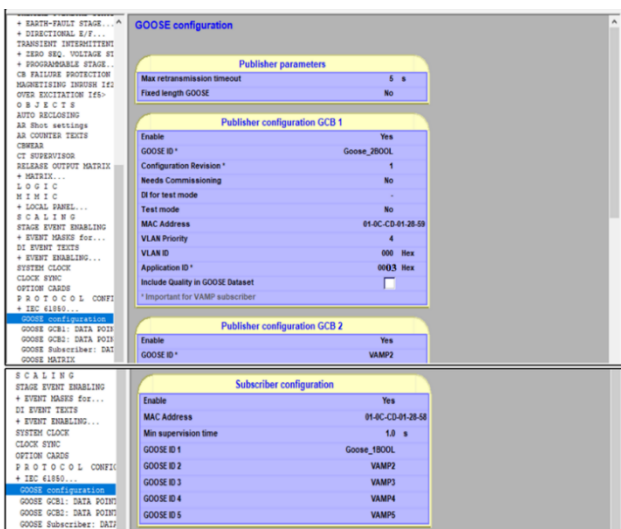 + EARTH-FAULT STAGE...
+ DIRECTIONAL E/F...
TRANSIENT INTERMITTENT
+ ZERO SEQ. VOLTAGE ST
+ PROGRAMMABLE STAGE..
CB FAILURE PROTECTION
MAGNETISING INRUSH If2
OVER EXCITATION If5>
O B J E C T S
AUTO RECLOSING
AR Shot settings
AR COUNTER TEXTS
CBWEAR
CT SUPERVISOR
RELEASE OUTPUT MATRIX
+ MATRIX...
L O G I C
M I M I C
+ LOCAL PANEL...
S C A L I N G
STAGE EVENT ENABLING
+ EVENT MASKS for...
DI EVENT TEXTS
+ EVENT ENABLING...
SYSTEM CLOCK
CLOCK SYNC
OPTION CARDS
P R O T O C O L CONFI
+ IEC 61850...
GOOSE configuration
GOOSE GCB1: DATA POIN
GOOSE GCB2: DATA POIN
GOOSE Subscriber: DAT
GOOSE MATRIX
GOOSE configuration
Publisher parameters
Max retransmission timeout 5 s
Fixed length GOOSE No
Publisher configuration GCB 1
Enable Yes
GOOSE ID * Goose_2BOOL
Configuration Revision * 1
Needs Commissioning No
DI for test mode -
Test mode No
MAC Address 01-0C-CD-01-28-59
VLAN Priority 4
VLAN ID 000 Hex
Application ID * 0003 Hex
Include Quality in GOOSE Dataset
* Important for VAMP subscriber
Publisher configuration GCB 2
Enable Yes
GOOSE ID * VAMP2
S C A L I N G
STAGE EVENT ENABLING
+ EVENT MASKS for...
DI EVENT TEXTS
+ EVENT ENABLING...
SYSTEM CLOCK
CLOCK SYNC
OPTION CARDS
P R O T O C O L CONFIG
+ IEC 61850...
GOOSE configuration
GOOSE GCB1: DATA POINT
GOOSE GCB2: DATA POINT
GOOSE Subscriber: DATA
Subscriber configuration
Enable Yes
MAC Address 01-0C-CD-01-28-58
Min supervision time 1.0 s
GOOSE ID 1 Goose_1BOOL
GOOSE ID 2 VAMP2
GOOSE ID 3 VAMP3
GOOSE ID 4 VAMP4
GOOSE ID 5 VAMP5